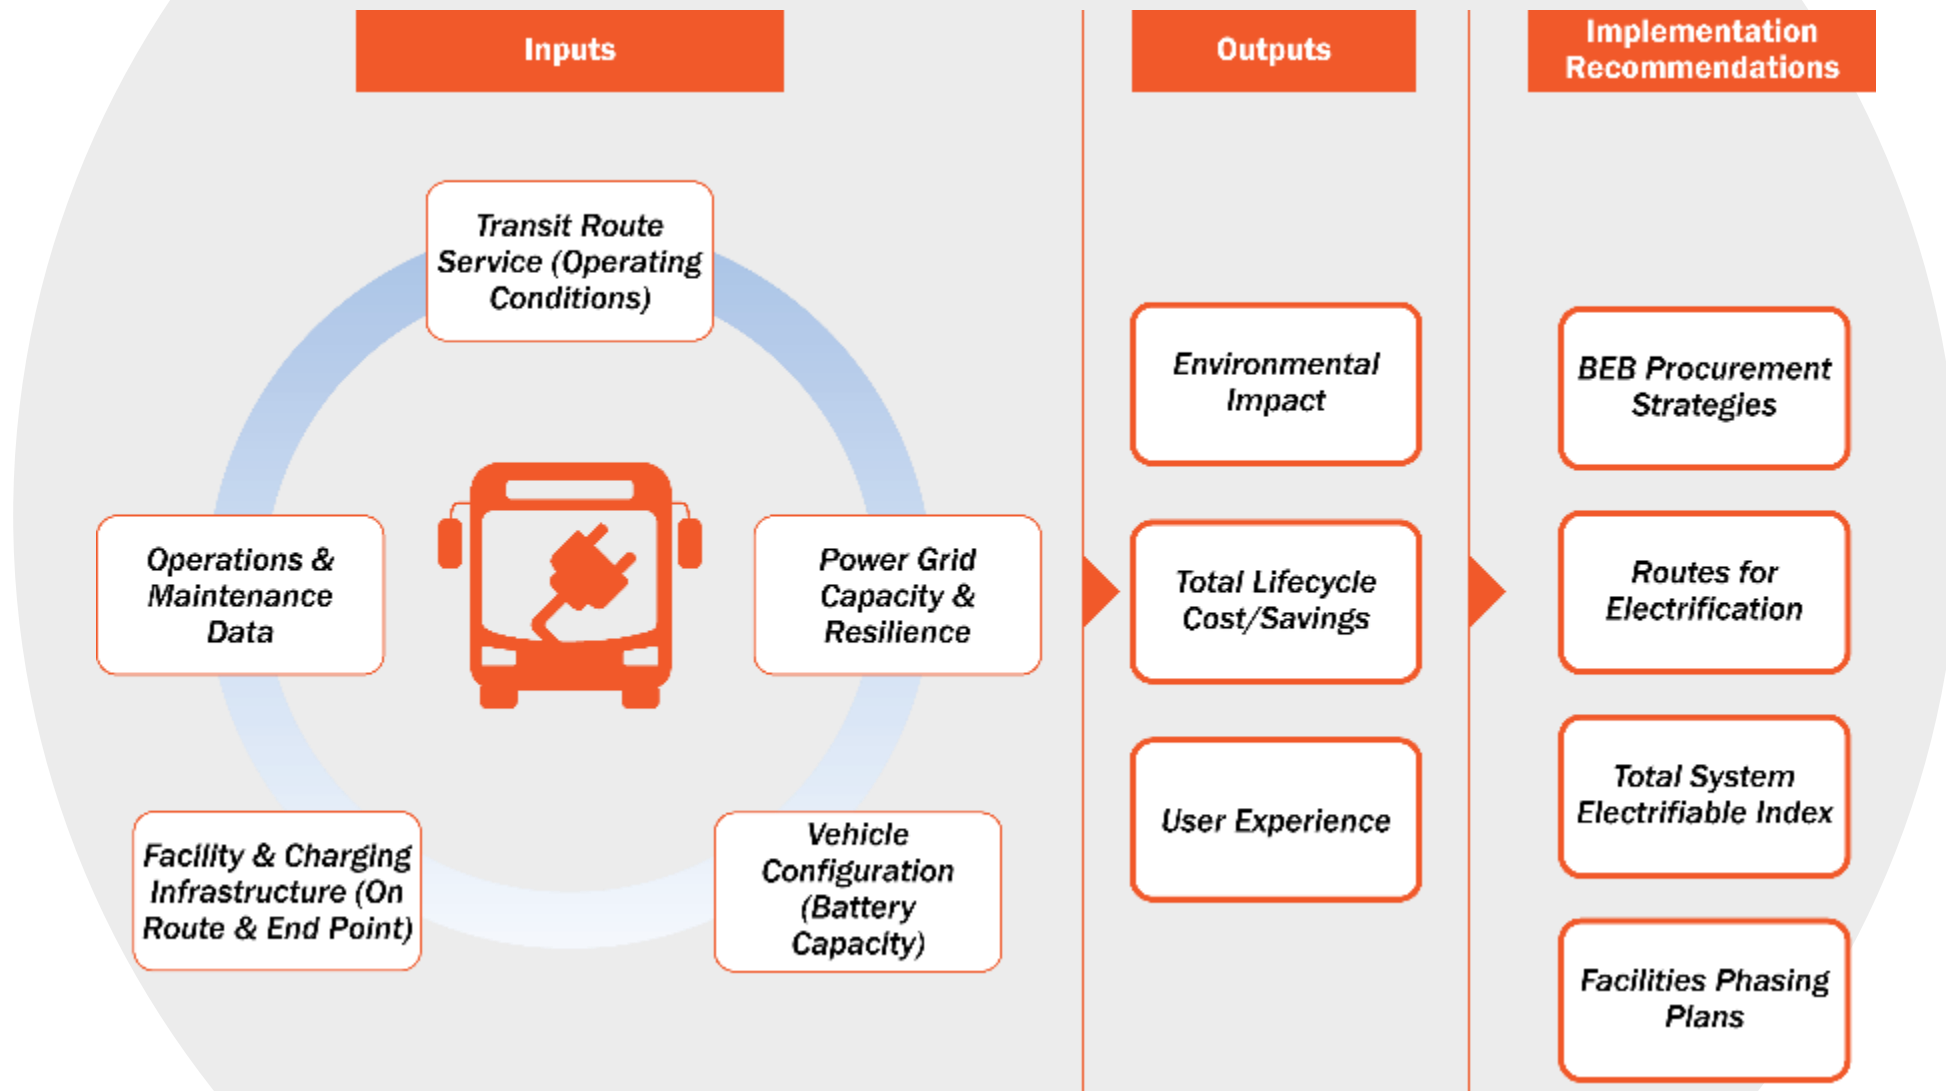 Inputs
Outputs
Implementation
Recommendations
Transit Route
Service (Operating
Conditions)
Operations &
Maintenance
Data
Power Grid
Capacity &
Resilience
Facility & Charging
Infrastructure (On
Route & End Point)
Vehicle
Configuration
(Battery
Capacity)
Environmental
Impact
Total Lifecycle
Cost/Savings
User Experience
BEB Procurement
Strategies
Routes for
Electrification
Total System
Electrifiable Index
Facilities Phasing
Plans